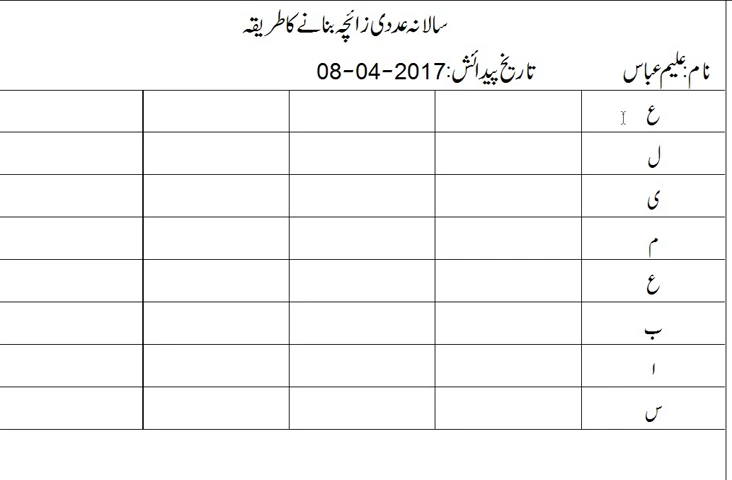 سالانہ عددی زائچہ بنانے کا طریقہ
نام:علیم عباس تاریخ پیدائش:2017-04-08
ع
ل
ی
م
ع
ب
ا
س